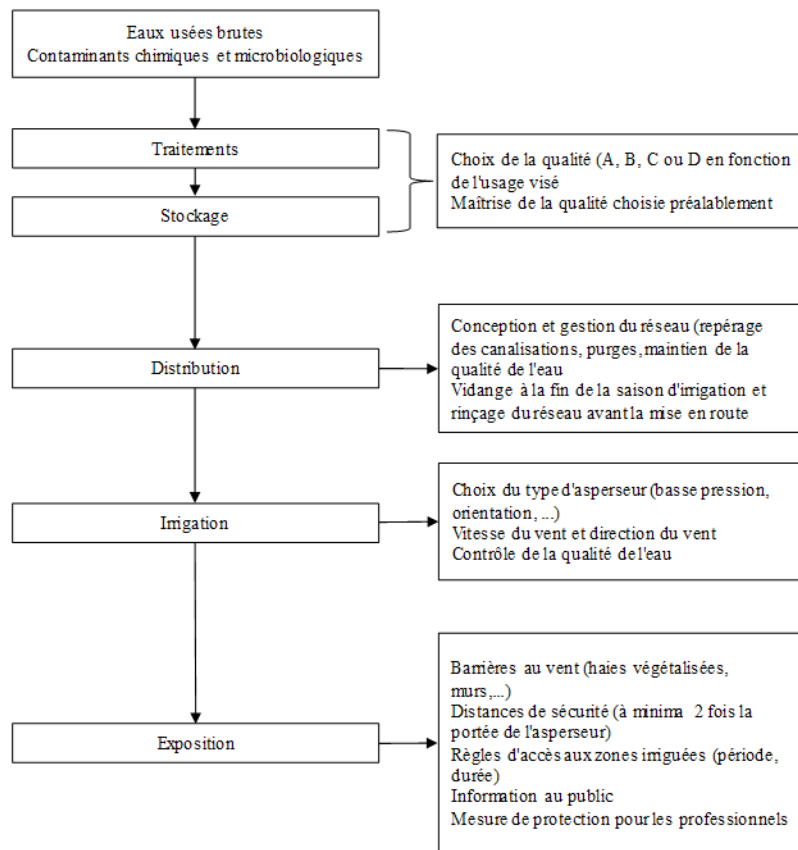 Eaux usées brutes
Contaminants chimiques et microbiologiques
Traitements
Stockage
Choix de la qualité (A, B, C ou D en fonction
de l'usage visé
Maîtrise de la qualité choisie préalablement
Distribution
Conception et gestion du réseau (repérage
des canalisations, purges, maintien de la
qualité de l'eau
Vidange à la fin de la saison d'irrigation et
rinçage du réseau avant la mise en route
Irrigation
Choix du type d'asperseur (basse pression,
orientation, ...)
Vitesse du vent et direction du vent
Contrôle de la qualité de l'eau
Exposition
Barrières au vent (haies végétalisées,
murs,...)
Distances de sécurité (à minima 2 fois la
portée de l'asperseur)
Règles d'accès aux zones irriguées (période,
durée)
Information au public
Mesure de protection pour les professionnels